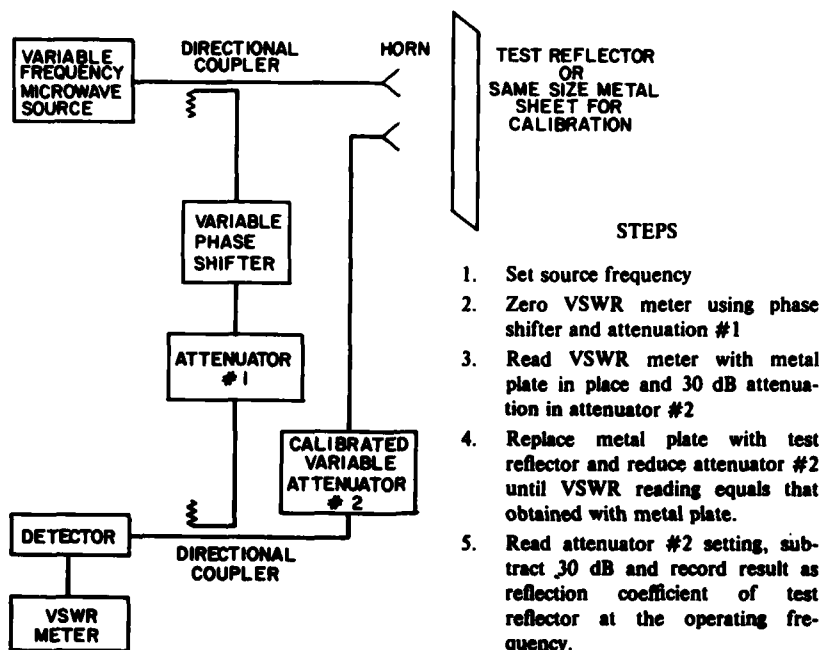 VARIABLE
FREQUENCY
MICROWAVE
SOURCE
DIRECTIONAL
COUPLER
HORN
TEST REFLECTOR
OR
SAME SIZE METAL
SHEET FOR
CALIBRATION
VARIABLE
PHASE
SHIFTER
ATTENUATOR
# 1
CALIBRATED
VARIABLE
ATTENUATOR
# 2
DETECTOR
DIRECTIONAL
COUPLER
VSWR
METER
STEPS
1. Set source frequency
2. Zero VSWR meter using phase
shifter and attenuation #1
3. Read VSWR meter with metal
plate in place and 30 dB attenua-
tion in attenuator #2
4. Replace metal plate with test
reflector and reduce attenuator #2
until VSWR reading equals that
obtained with metal plate.
5. Read attenuator #2 setting, sub-
tract 30 dB and record result as
reflection coefficient of test
reflector at the operating fre-
quency.